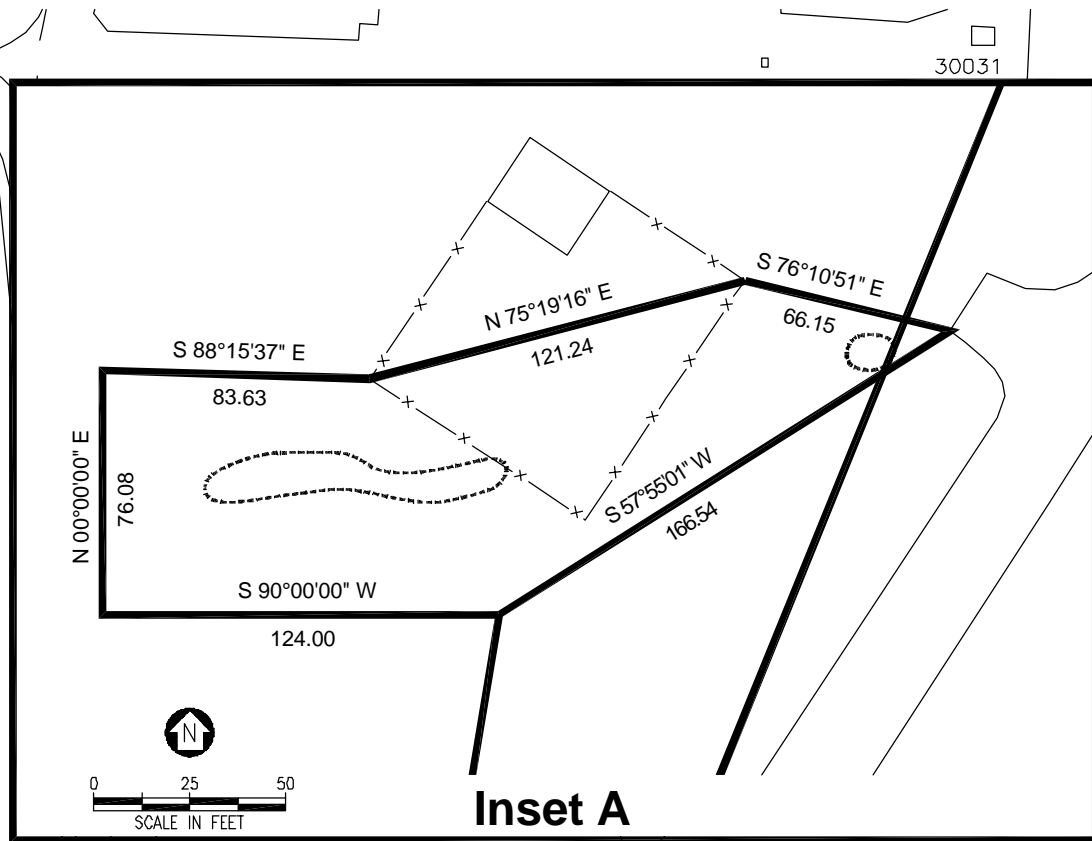 30031
S 76°10'51" E
66.15
N 75°19'16" E
121.24
S 88°15'37" E
83.63
N 00°00'00" E
76.08
S 57°55'01" W
166.54
S 90°00'00" W
124.00
N
0 25 50
SCALE IN FEET
Inset A